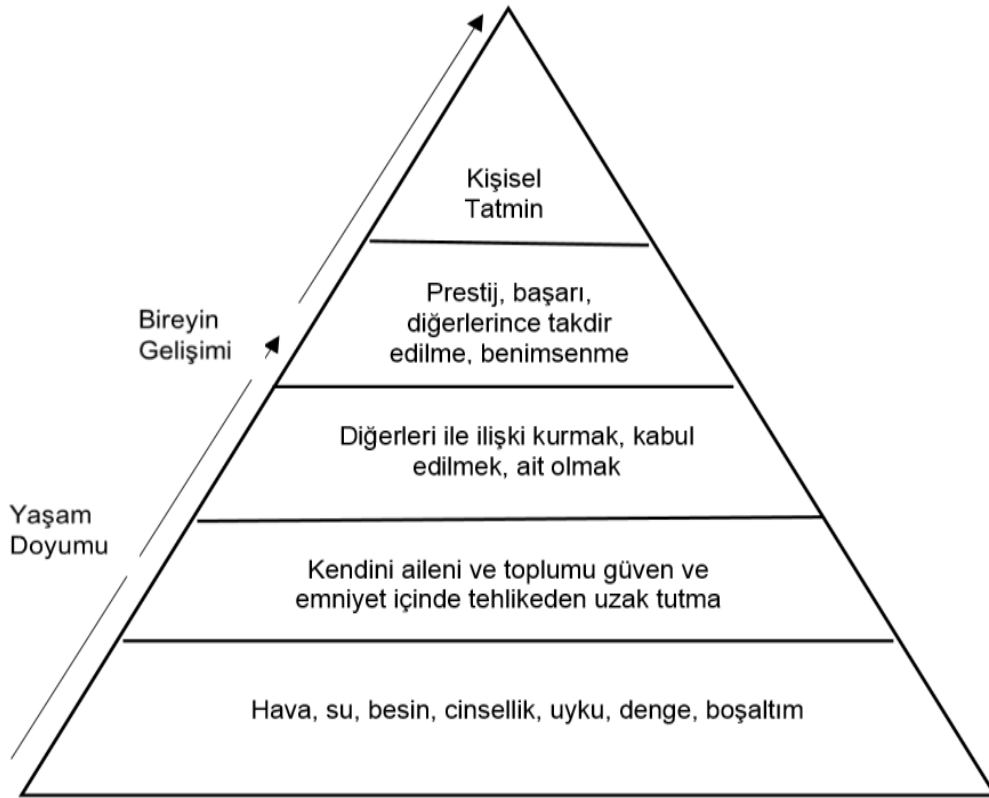 Kişisel
Tatmin
Prestij, başarı,
diğerlerince takdir
edilme, benimsenme
Bireyin
Gelişimi
Diğerleri ile ilişki kurmak, kabul
edilmek, ait olmak
Yaşam
Doyumu
Kendini aileni ve toplumu güven ve
emniyet içinde tehlikeden uzak tutma
Hava, su, besin, cinsellik, uyku, denge, boşaltım